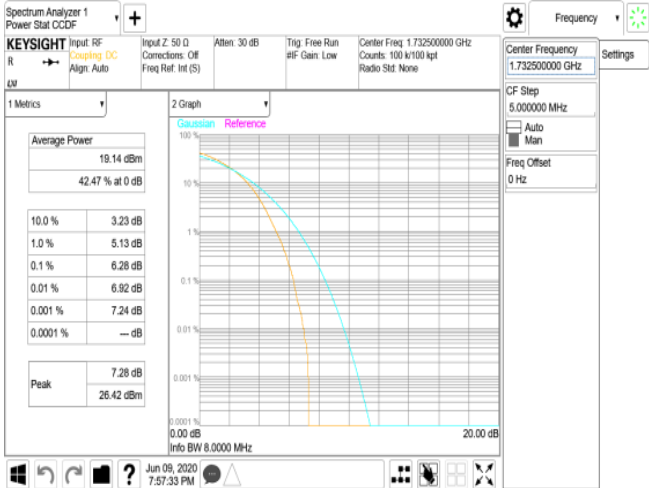 Spectrum Analyzer 1
Power Stat CCDF
+
Frequency
KEYSIGHT
R
LXI
Input: RF
Coupling: DC
Align: Auto
Input Z: 50 Ω
Corrections: Off
Freq Ref: Int (S)
Atten: 30 dB
Trig: Free Run
#IF Gain: Low
Center Freq: 1.732500000 GHz
Counts: 100 k/100 kpt
Radio Std: None
Center Frequency
1.732500000 GHz
Settings
CF Step
5.000000 MHz
Auto
Man
Freq Offset
0 Hz
1 Metrics
2 Graph
Average Power
19.14 dBm
42.47 % at 0 dB
10.0 % 3.23 dB
1.0 % 5.13 dB
0.1 % 6.28 dB
0.01 % 6.92 dB
0.001 % 7.24 dB
0.0001 % --- dB
Peak
7.28 dB
26.42 dBm
Gaussian Reference
100 %
10 %
1 %
0.1 %
0.01 %
0.001 %
0.0001 %
0.00 dB 20.00 dB
Info BW 8.0000 MHz
?
Jun 09, 2020
7:57:33 PM